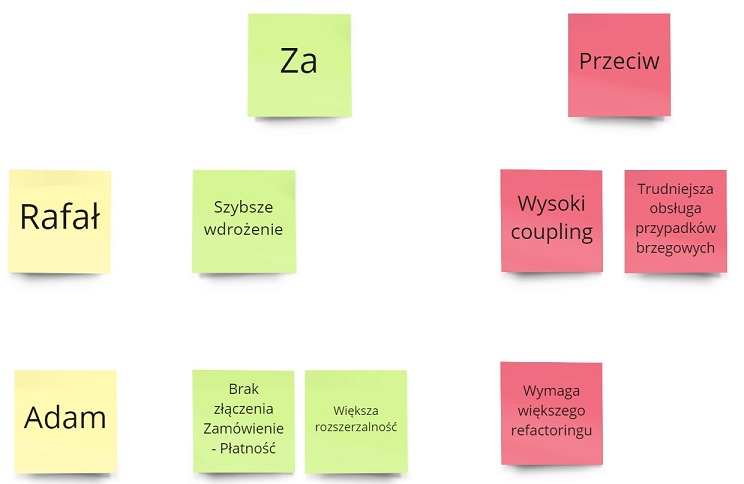 Za
Przeciw
Rafał
Szybsze
wdrożenie
Wysoki
coupling
Trudniejsza
obsługa
przypadków
brzegowych
Adam
Brak
złączenia
Zamówienie
- Płatność
Większa
rozszerzalność
Wymaga
większego
refactoringu